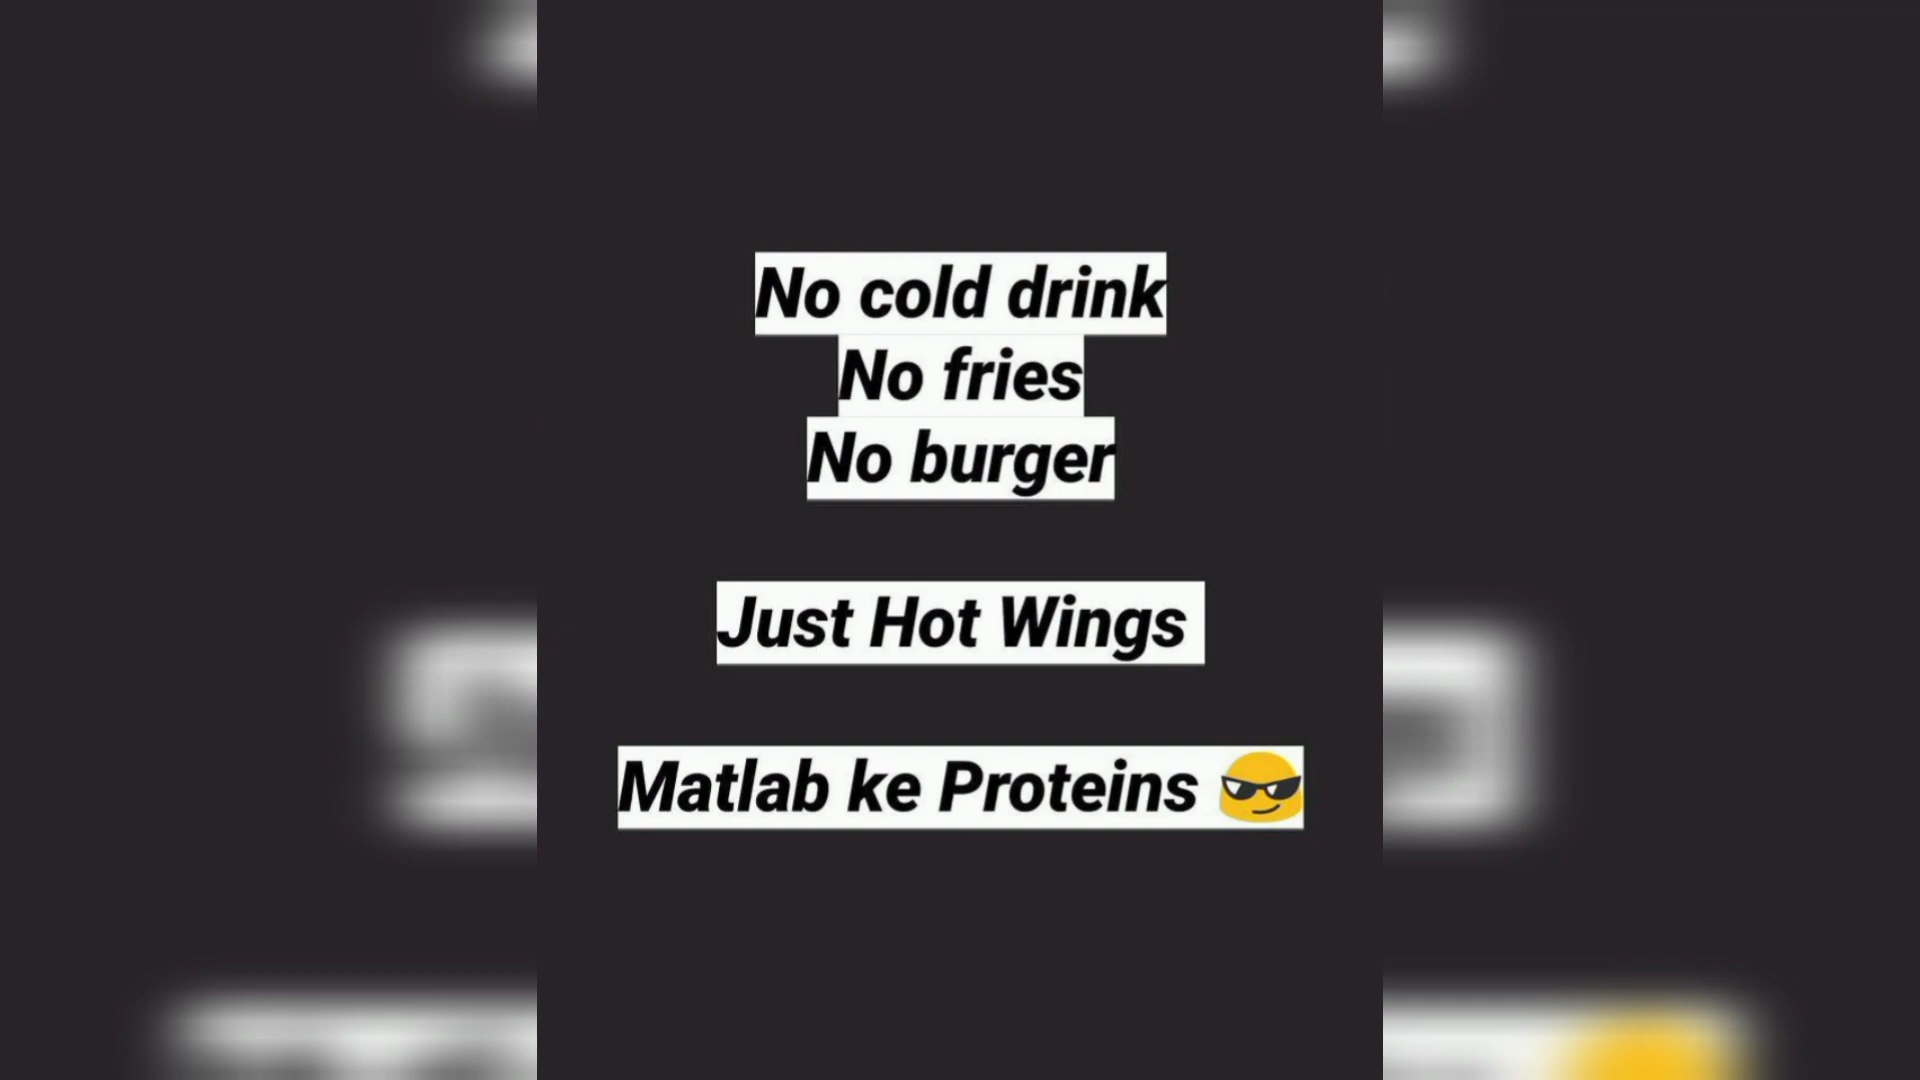 No cold drink
No fries
No burger
Just Hot Wings
Matlab ke Proteins 😎